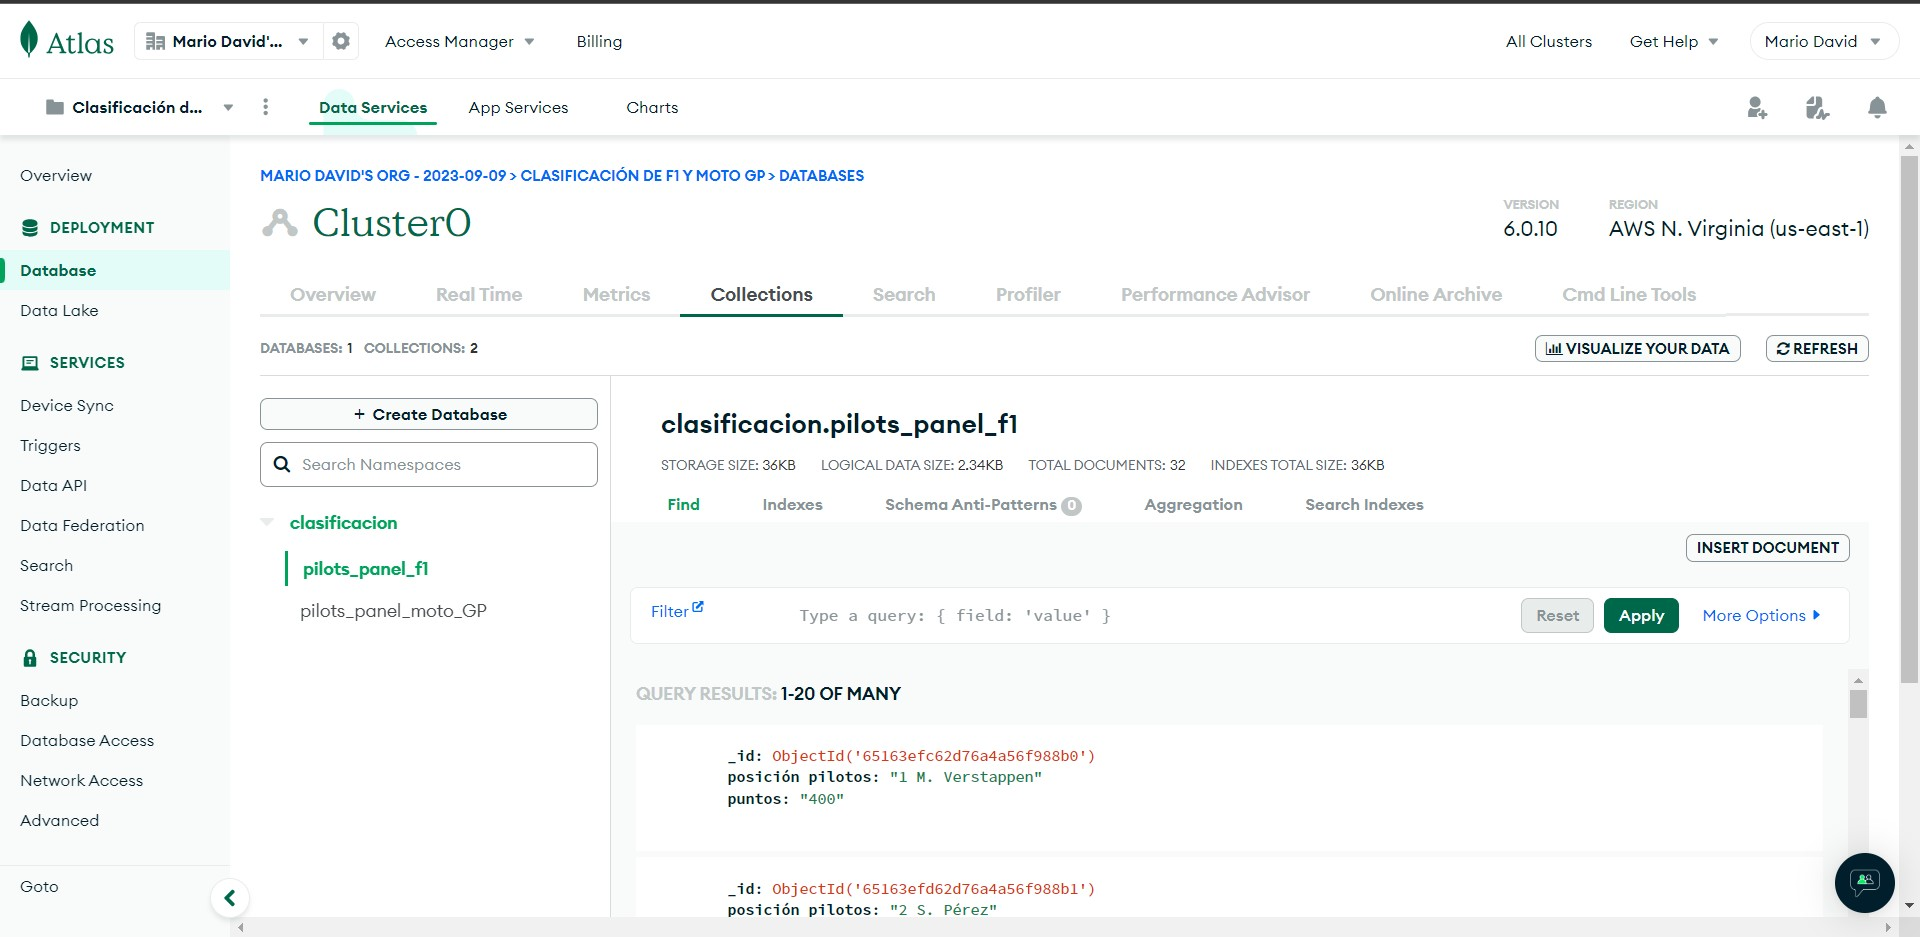 Atlas
Mario David'...
Access Manager
Billing
All Clusters
Get Help
Mario David
Clasificación d...
Data Services
App Services
Charts
Overview
DEPLOYMENT
Database
Data Lake
SERVICES
Device Sync
Triggers
Data API
Data Federation
Search
Stream Processing
SECURITY
Backup
Database Access
Network Access
Advanced
Goto
MARIO DAVID'S ORG - 2023-09-09 > CLASIFICACIÓN DE F1 Y MOTO GP > DATABASES
Cluster0
VERSION
6.0.10
REGION
AWS N. Virginia (us-east-1)
Overview
Real Time
Metrics
Collections
Search
Profiler
Performance Advisor
Online Archive
Cmd Line Tools
DATABASES: 1 COLLECTIONS: 2
VISUALIZE YOUR DATA
REFRESH
+ Create Database
Search Namespaces
clasificacion
pilots_panel_f1
pilots_panel_moto_GP
clasificacion.pilots_panel_f1
STORAGE SIZE: 36KB LOGICAL DATA SIZE: 2.34KB TOTAL DOCUMENTS: 32 INDEXES TOTAL SIZE: 36KB
Find
Indexes
Schema Anti-Patterns 0
Aggregation
Search Indexes
INSERT DOCUMENT
Filter
Type a query: { field: 'value' }
Reset
Apply
More Options
QUERY RESULTS: 1-20 OF MANY
_id: ObjectId('65163efc62d76a4a56f988b0')
posición pilotos: "1 M. Verstappen"
puntos: "400"
_id: ObjectId('65163efd62d76a4a56f988b1')
posición pilotos: "2 S. Pérez"